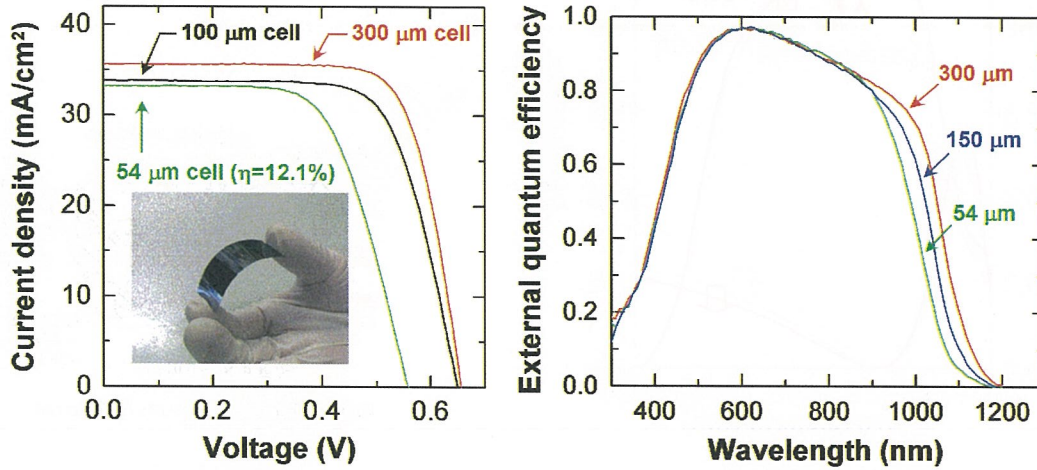 Current density (mA/cm²)
40
30
20
10
0
100 μm cell
300 μm cell
54 μm cell (η=12.1%)
0.0
0.2
0.4
0.6
Voltage (V)
External quantum efficiency
1.0
0.8
0.6
0.4
0.2
0.0
300 μm
150 μm
54 μm
400
600
800
1000
1200
Wavelength (nm)